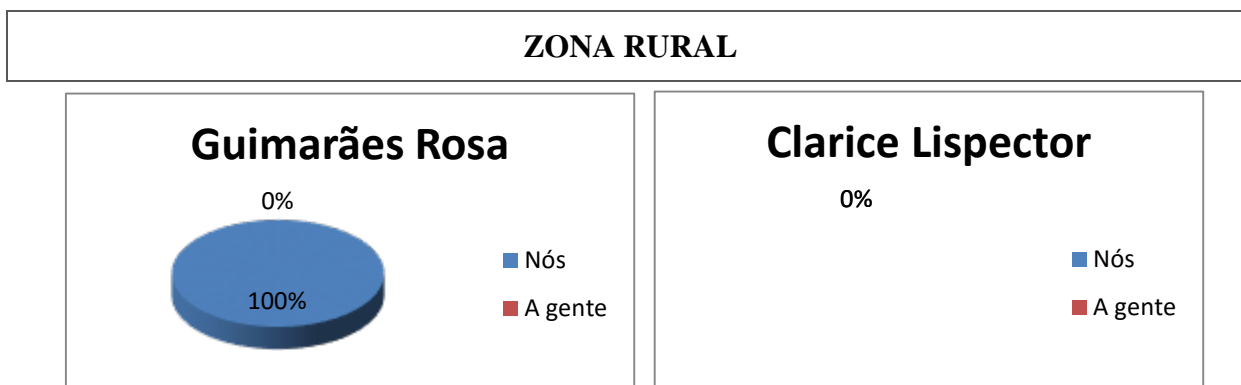 ZONA RURAL
Guimarães Rosa
0%
100%
Nós
A gente
Clarice Lispector
0%
Nós
A gente